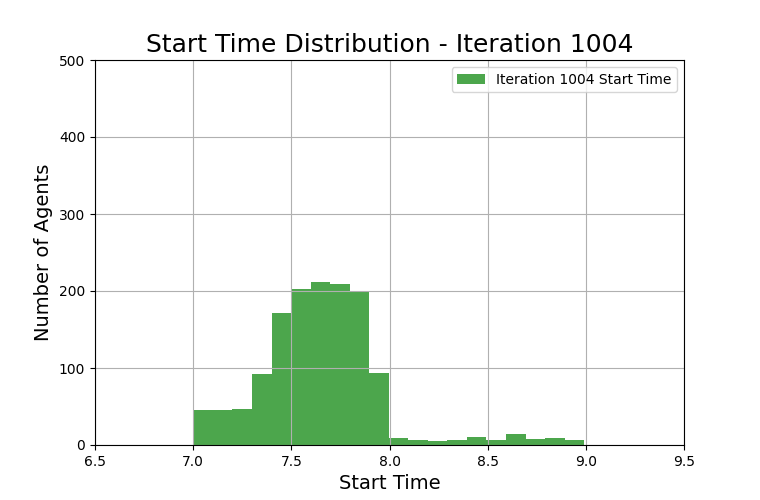 Start Time Distribution - Iteration 1004
Iteration 1004 Start Time
Number of Agents
500
400
300
200
100
0
6.5 7.0 7.5 8.0 8.5 9.0 9.5
Start Time